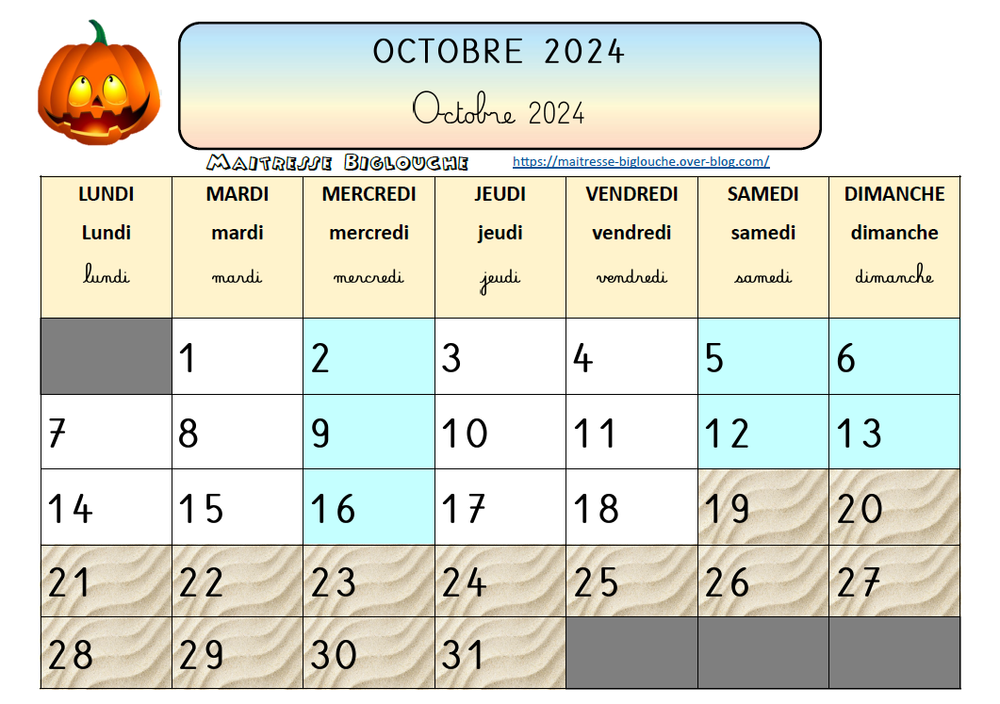 OCTOBRE 2024
Octobre 2024
MAITRESSE BIGLOUCHE https://maitresse-biglouche.over-blog.com/
LUNDI MARDI MERCREDI JEUDI VENDREDI SAMEDI DIMANCHE
Lundi mardi mercredi jeudi vendredi samedi dimanche
lundi mardi mercredi jeudi vendredi samedi dimanche
1 2 3 4 5 6
7 8 9 10 11 12 13
14 15 16 17 18 19 20
21 22 23 24 25 26 27
28 29 30 31